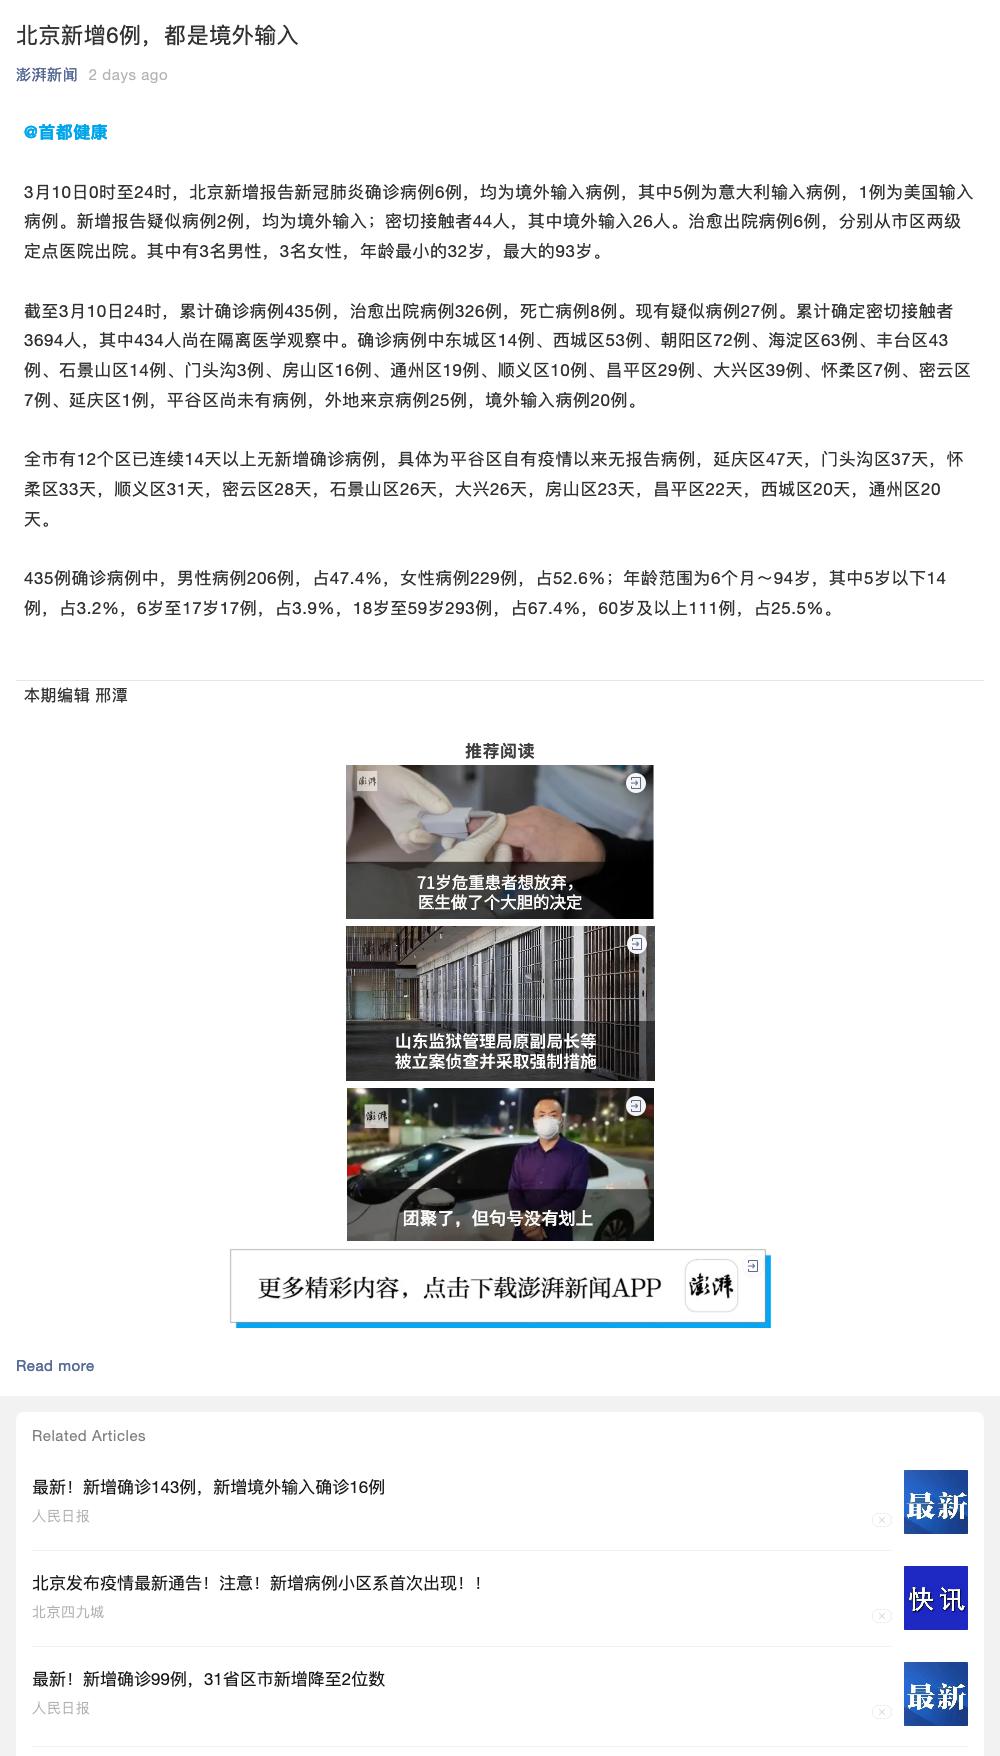 北京新增6例，都是境外输入
澎湃新闻 2 days ago
@首都健康
3月10日0时至24时，北京新增报告新冠肺炎确诊病例6例，均为境外输入病例，其中5例为意大利输入病例，1例为美国输入
病例。新增报告疑似病例2例，均为境外输入；密切接触者44人，其中境外输入26人。治愈出院病例6例，分别从市区两级
定点医院出院。其中有3名男性，3名女性，年龄最小的32岁，最大的93岁。
截至3月10日24时，累计确诊病例435例，治愈出院病例326例，死亡病例8例。现有疑似病例27例。累计确定密切接触者
3694人，其中434人尚在隔离医学观察中。确诊病例中东城区14例、西城区53例、朝阳区72例、海淀区63例、丰台区43
例、石景山区14例、门头沟3例、房山区16例、通州区19例、顺义区10例、昌平区29例、大兴区39例、怀柔区7例、密云区
7例、延庆区1例，平谷区尚未有病例，外地来京病例25例，境外输入病例20例。
全市有12个区已连续14天以上无新增确诊病例，具体为平谷区自有疫情以来无报告病例，延庆区47天，门头沟区37天，怀
柔区33天，顺义区31天，密云区28天，石景山区26天，大兴26天，房山区23天，昌平区22天，西城区20天，通州区20
天。
435例确诊病例中，男性病例206例，占47.4%，女性病例229例，占52.6%；年龄范围为6个月～94岁，其中5岁以下14
例，占3.2%，6岁至17岁17例，占3.9%，18岁至59岁293例，占67.4%，60岁及以上111例，占25.5%。
本期编辑 邢潭
推荐阅读
澎湃
71岁危重患者想放弃，
医生做了个大胆的决定
山东监狱管理局原副局长等
被立案侦查并采取强制措施
澎湃
团聚了，但句号没有划上
更多精彩内容，点击下载澎湃新闻APP 澎湃
Read more
Related Articles
最新！新增确诊143例，新增境外输入确诊16例
人民日报
最新
北京发布疫情最新通告！注意！新增病例小区系首次出现！！
北京四九城
快讯
最新！新增确诊99例，31省区市新增降至2位数
人民日报
最新